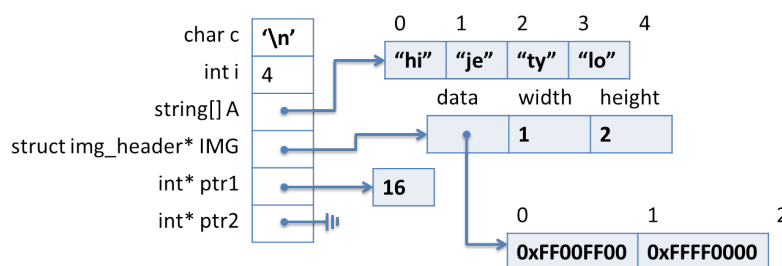 0 1 2 3 4
char c ‘\n’
“hi” “je” “ty” “lo”
int i 4
string[] A
data width height
struct img_header* IMG
1 2
int* ptr1 16
int* ptr2
0 1 2
0xFF00FF00 0xFFFF0000